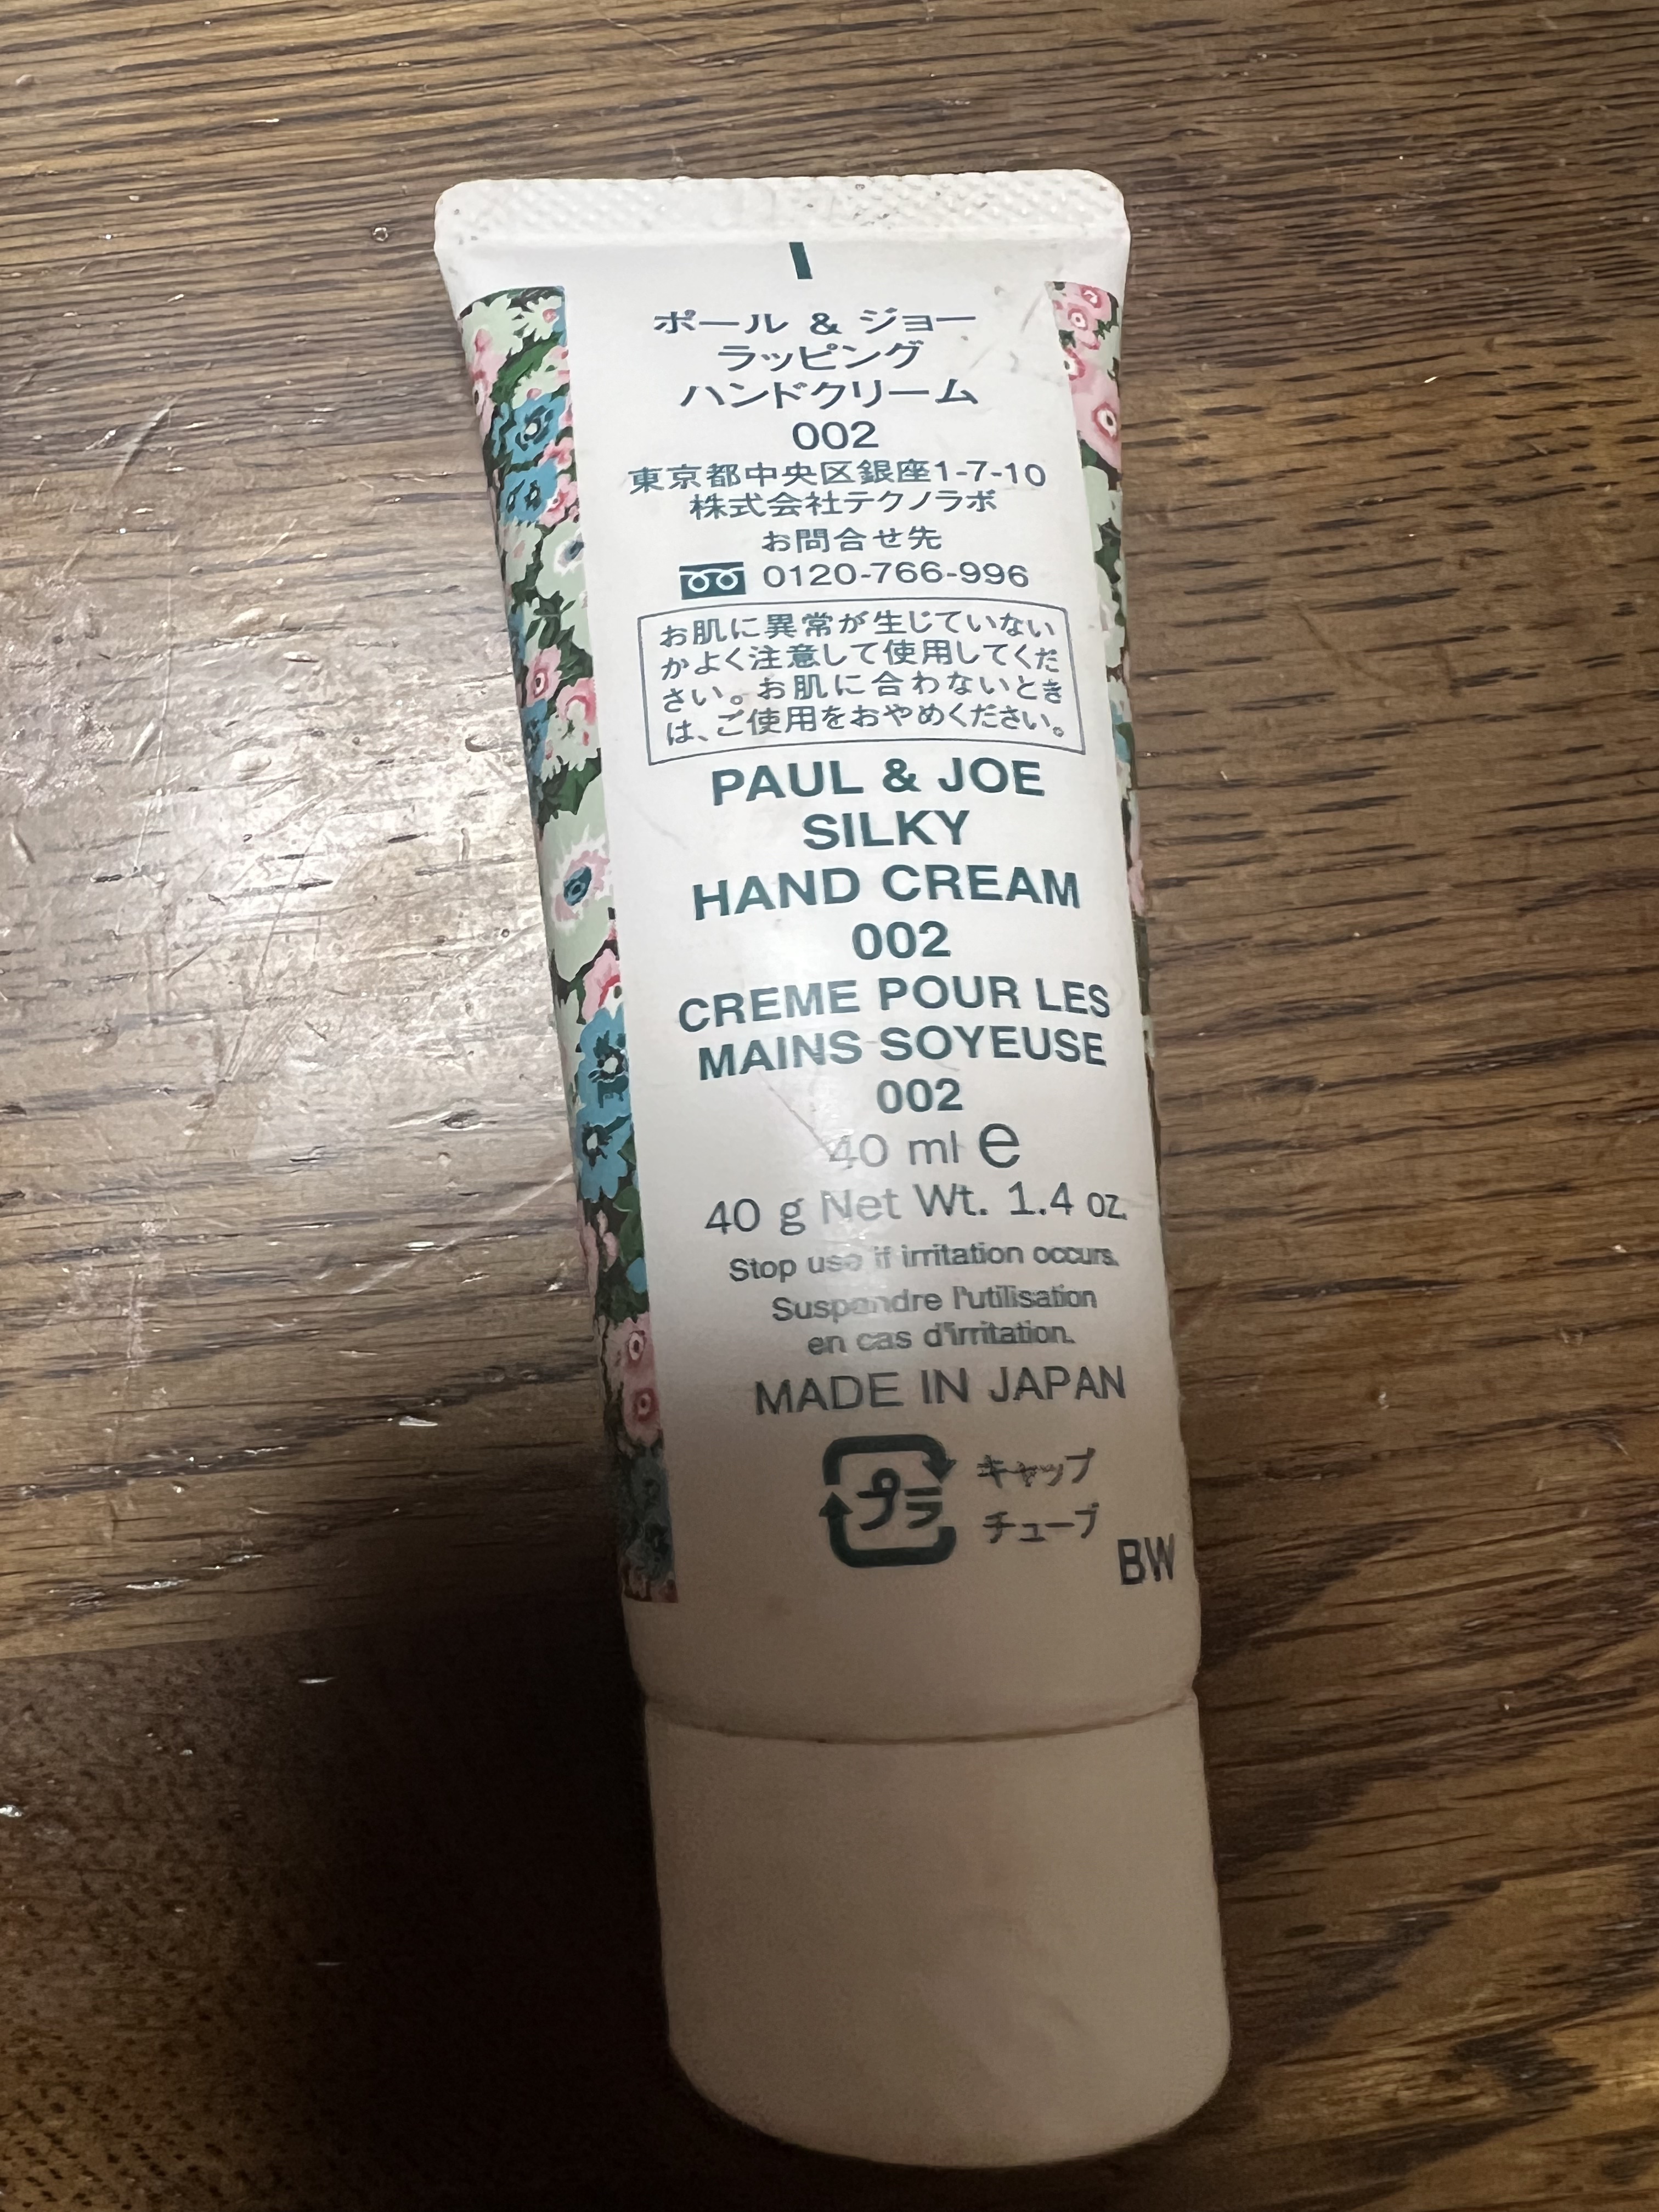 ポール & ジョー
ラッピング
ハンドクリーム
002
東京都中央区銀座1-7-10
株式会社テクノラボ
お問合せ先
0120-766-996
お肌に異常が生じていない
かよく注意して使用してくだ
さい。お肌に合わないとき
は、ご使用をおやめください。
PAUL & JOE
SILKY
HAND CREAM
002
CREME POUR LES
MAINS SOYEUSE
002
40 ml e
40 g Net Wt. 1.4 oz.
Stop use if irritation occurs.
Suspendre l'utilisation
en cas d'irritation.
MADE IN JAPAN
プラ
キャップ
チューブ
BW